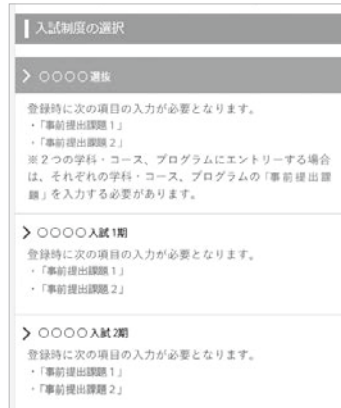 入試制度の選択
〇〇〇〇選抜
登録時に次の項目の入力が必要となります。
・「事前提出課題1」
・「事前提出課題2」
※2つの学科・コース、プログラムにエントリーする場合
は、それぞれの学科・コース、プログラムの「事前提出課
題」を入力する必要があります。
〇〇〇〇入試1期
登録時に次の項目の入力が必要となります。
・「事前提出課題1」
・「事前提出課題2」
〇〇〇〇入試2期
登録時に次の項目の入力が必要となります。
・「事前提出課題1」
・「事前提出課題2」